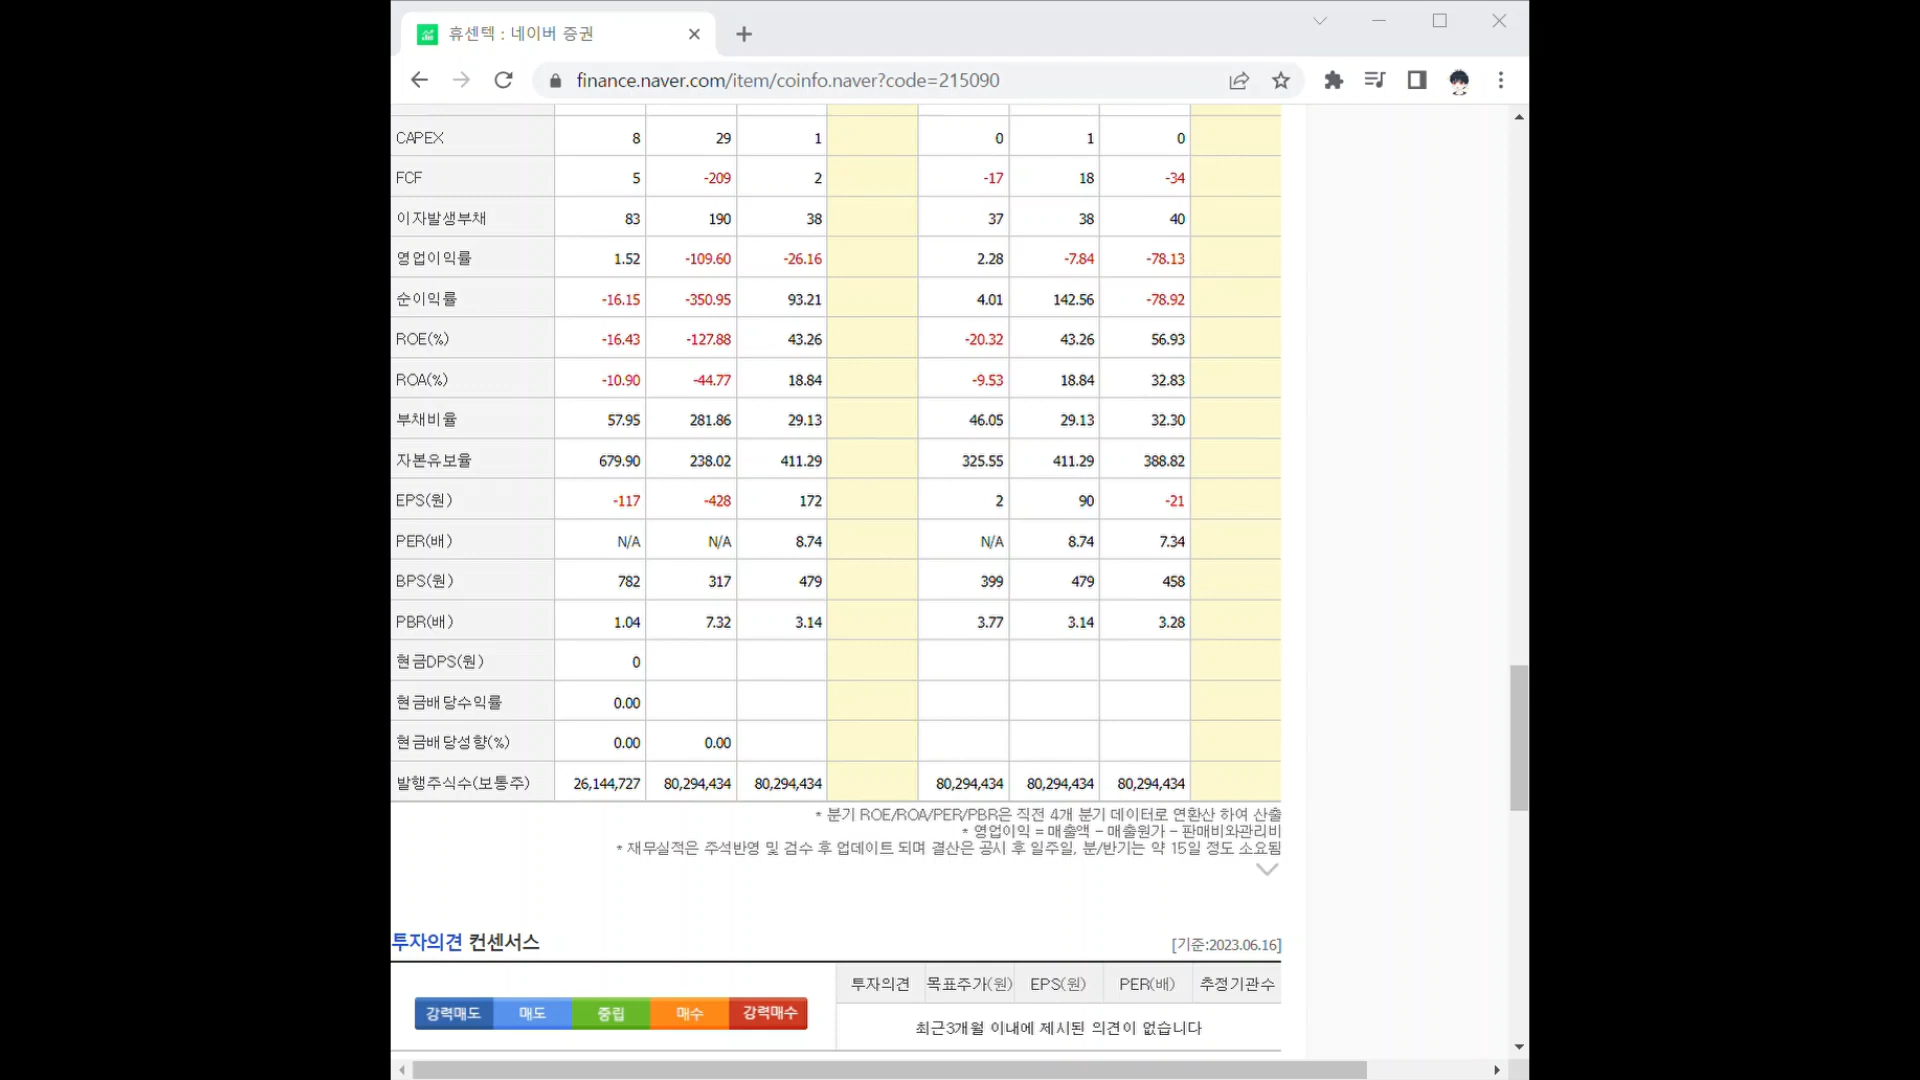 휴센텍 : 네이버 증권
finance.naver.com/item/coinfo.naver?code=215090
CAPEX 8 29 1 0 1 0
FCF 5 -209 2 -17 18 -34
이자발생부채 83 190 38 37 38 40
영업이익률 1.52 -109.60 -26.16 2.28 -7.84 -78.13
순이익률 -16.15 -350.95 93.21 4.01 142.56 -78.92
ROE(%) -16.43 -127.88 43.26 -20.32 43.26 56.93
ROA(%) -10.90 -44.77 18.84 -9.53 18.84 32.83
부채비율 57.95 281.86 29.13 46.05 29.13 32.30
자본유보율 679.90 238.02 411.29 325.55 411.29 388.82
EPS(원) -117 -428 172 2 90 -21
PER(배) N/A N/A 8.74 N/A 8.74 7.34
BPS(원) 782 317 479 399 479 458
PBR(배) 1.04 7.32 3.14 3.77 3.14 3.28
현금DPS(원) 0
현금배당수익률 0.00
현금배당성향(%) 0.00 0.00
발행주식수(보통주) 26,144,727 80,294,434 80,294,434 80,294,434 80,294,434 80,294,434
* 분기 ROE/ROA/PER/PBR은 직전 4개 분기 데이터로 연환산 하여 산출
* 영업이익 = 매출액 - 매출원가 - 판매비와관리비
* 재무실적은 주석반영 및 검수 후 업데이트 되며 결산은 공시 후 일주일, 분/반기는 약 15일 정도 소요됨
투자의견 컨센서스 [기준:2023.06.16]
투자의견 목표주가(원) EPS(원) PER(배) 추정기관수
강력매도 매도 중립 매수 강력매수
최근3개월 이내에 제시된 의견이 없습니다